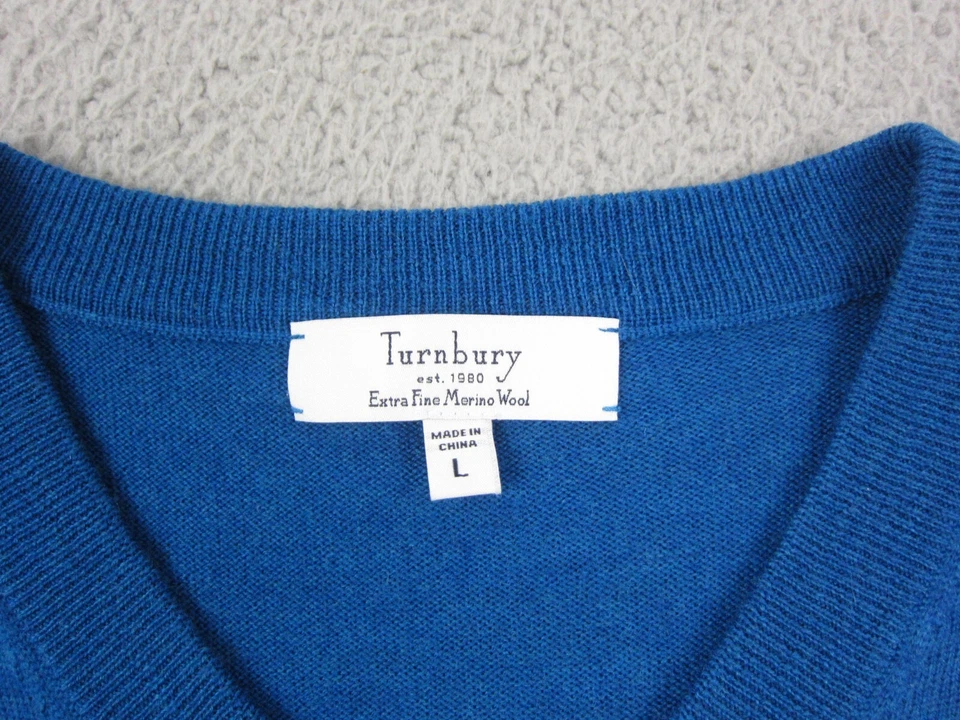 Turnbury
est. 1980
Extra Fine Merino Wool
MADE IN
CHINA
L